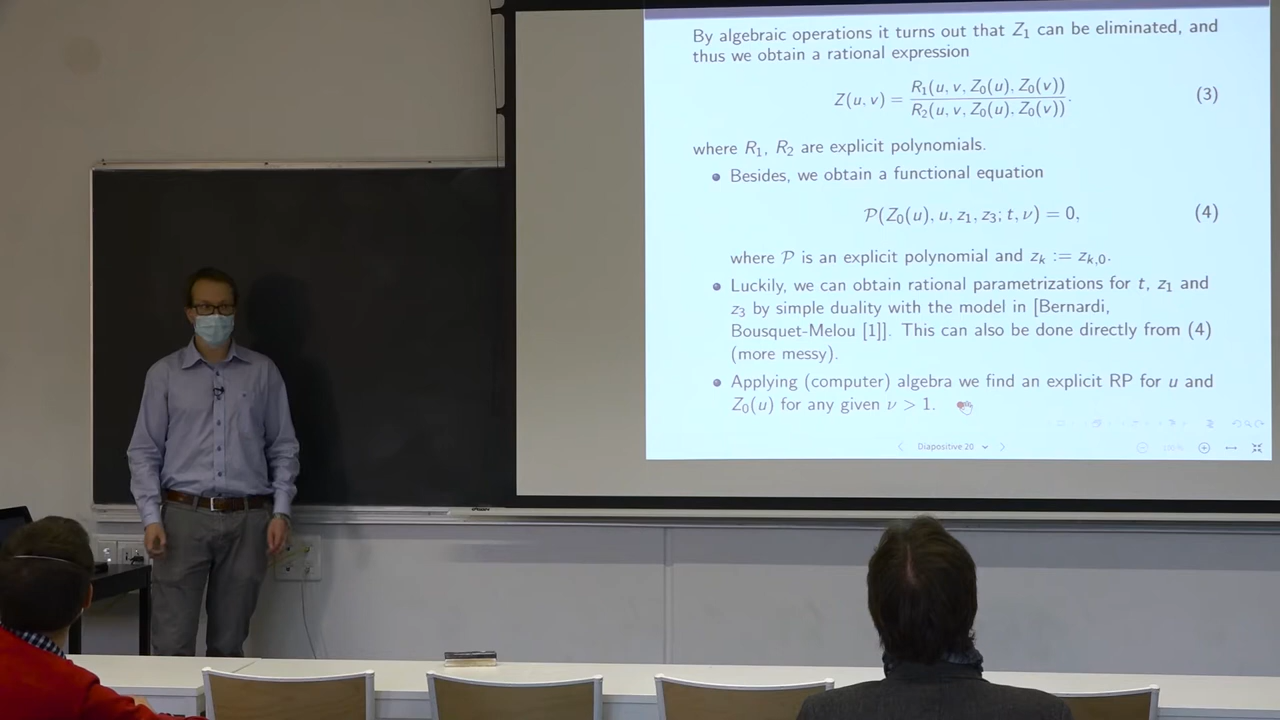 By algebraic operations it turns out that Z₁ can be eliminated, and
thus we obtain a rational expression
Z(u, v) = R₁(u, v, Z₀(u), Z₀(v)) / R₂(u, v, Z₀(u), Z₀(v)). (3)
where R₁, R₂ are explicit polynomials.
• Besides, we obtain a functional equation
𝒫(Z₀(u), u, z₁, z₃; t, ν) = 0, (4)
where 𝒫 is an explicit polynomial and zₖ := zₖ,₀.
• Luckily, we can obtain rational parametrizations for t, z₁ and
z₃ by simple duality with the model in [Bernardi,
Bousquet-Melou [1]]. This can also be done directly from (4)
(more messy).
• Applying (computer) algebra we find an explicit RP for u and
Z₀(u) for any given ν > 1.
Diapositive 20